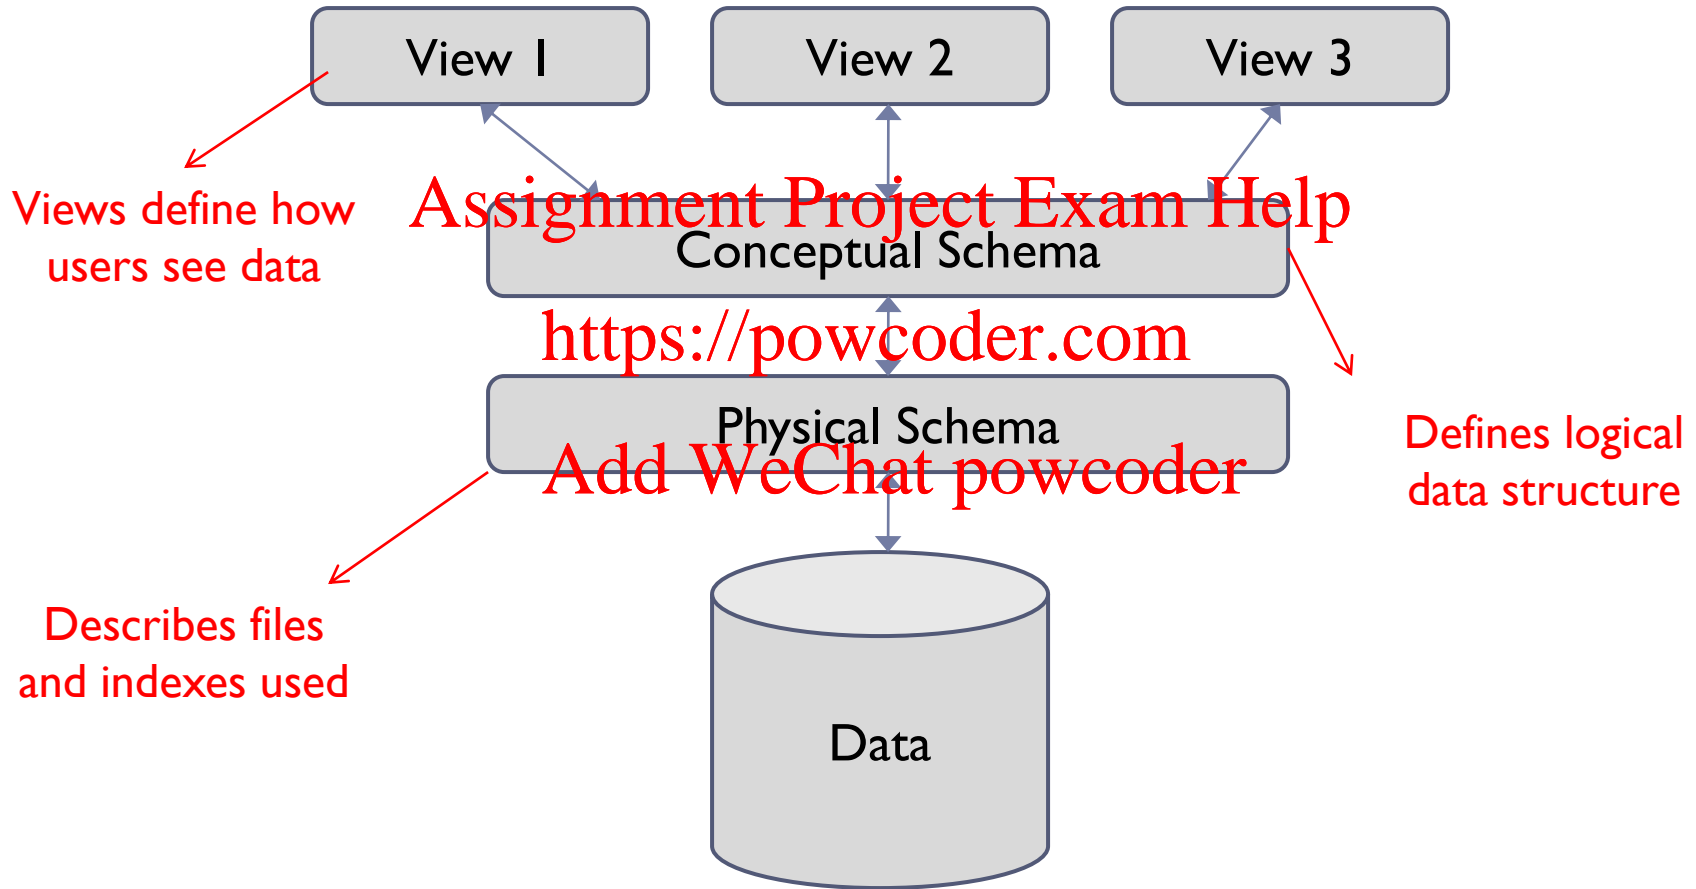 View 1
View 2
View 3
Views define how
users see data
Assignment Project Exam Help
Conceptual Schema
https://powcoder.com
Physical Schema
Add WeChat powcoder
Defines logical
data structure
Describes files
and indexes used
Data